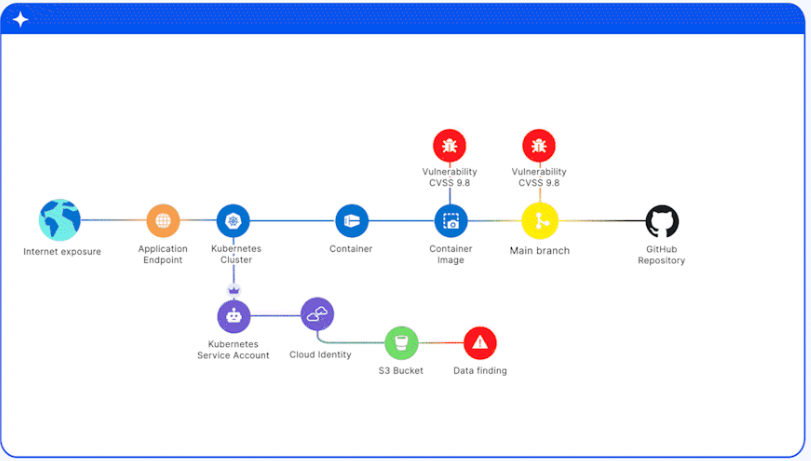 Vulnerability
CVSS 9.8
Vulnerability
CVSS 9.8
Internet exposure
Application
Endpoint
Kubernetes
Cluster
Container
Container
Image
Main branch
GitHub
Repository
Kubernetes
Service Account
Cloud Identity
S3 Bucket
Data finding